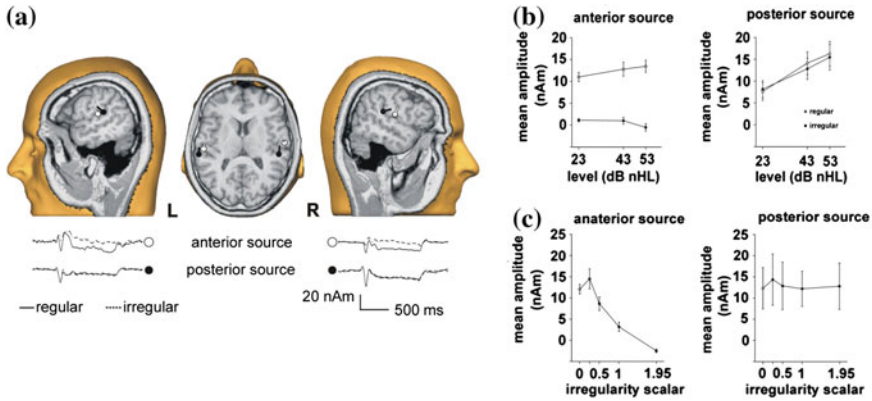 (a)
L
R
anterior source
posterior source
20 nAm
500 ms
regular
irregular
(b)
anterior source
mean amplitude
(nAm)
20
15
10
5
0
23
43
53
level (dB nHL)
posterior source
mean amplitude
(nAm)
20
15
10
5
0
regular
irregular
23
43
53
level (dB nHL)
(c)
anaterior source
mean amplitude
(nAm)
25
20
15
10
5
0
0 0.5 1 1.95
irregularity scalar
posterior source
mean amplitude
(nAm)
25
20
15
10
5
0
0 0.5 1 1.95
irregularity scalar